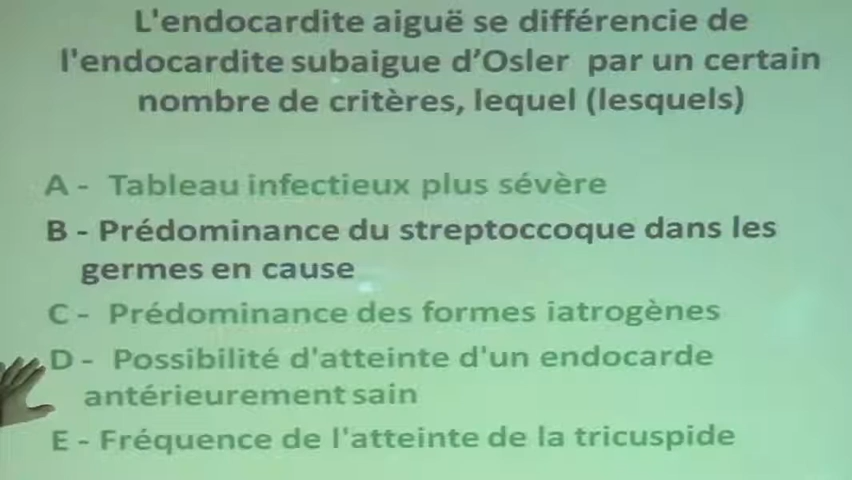 L'endocardite aiguë se différencie de
l'endocardite subaigue d’Osler par un certain
nombre de critères, lequel (lesquels)
A - Tableau infectieux plus sévère
B - Prédominance du streptoccoque dans les
germes en cause
C - Prédominance des formes iatrogènes
D - Possibilité d'atteinte d'un endocarde
antérieurement sain
E - Fréquence de l'atteinte de la tricuspide